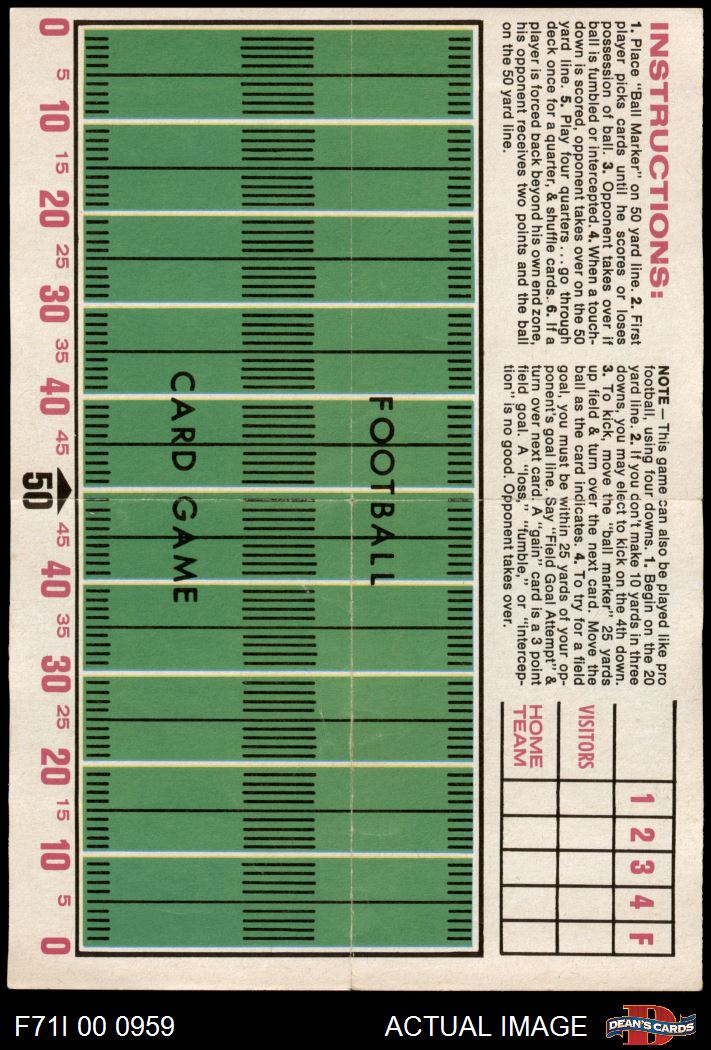 INSTRUCTIONS:
1. Place "Ball Marker" on 50 yard line. 2. First
player picks cards until he scores or loses
possession of ball. 3. Opponent takes over if
ball is fumbled or intercepted. 4. When a touch-
down is scored, opponent takes over on the 50
yard line. 5. Play four quarters...go through
deck once for a quarter, & shuffle cards. 6. If a
player is forced back beyond his own end zone,
his opponent receives two points and the ball
on the 50 yard line.
NOTE — This game can also be played like pro
football, using four downs. 1. Begin on the 20
yard line. 2. If you don't make 10 yards in three
downs, you may elect to kick on the 4th down.
3. To kick, move the "ball marker" 25 yards
up field & turn over the next card. Move the
ball as the card indicates. 4. To try for a field
goal, you must be within 25 yards of your op-
ponent's goal line. Say "Field Goal Attempt" &
turn over next card. A "gain" card is a 3 point
field goal. A "loss," "fumble," or "intercep-
tion" is no good. Opponent takes over.
1 2 3 4 F
VISITORS
HOME
TEAM
FOOTBALL
CARD GAME
0 5 10 15 20 25 30 35 40 45 50 45 40 35 30 25 20 15 10 5 0
F71I 00 0959
ACTUAL IMAGE
D
DEAN'S CARDS